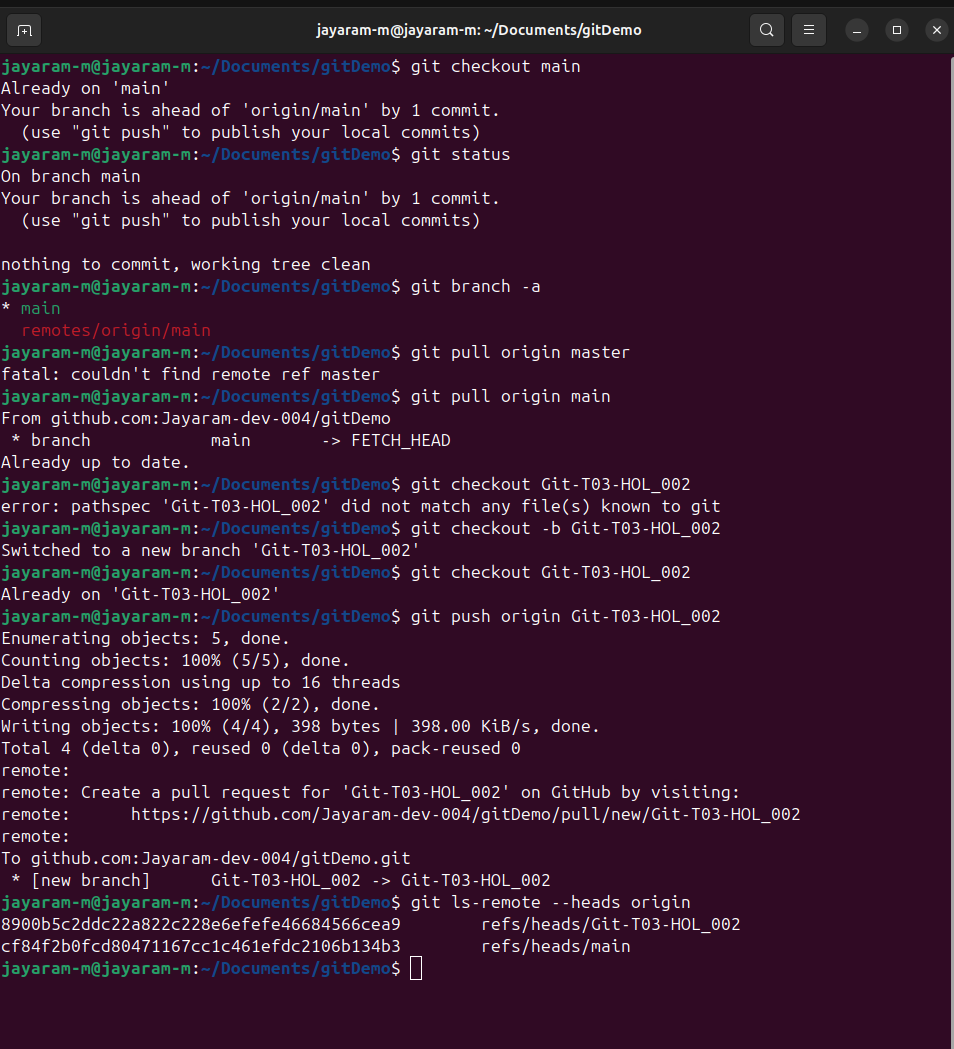 jayaram-m@jayaram-m: ~/Documents/gitDemo
jayaram-m@jayaram-m:~/Documents/gitDemo$ git checkout main
Already on 'main'
Your branch is ahead of 'origin/main' by 1 commit.
  (use "git push" to publish your local commits)
jayaram-m@jayaram-m:~/Documents/gitDemo$ git status
On branch main
Your branch is ahead of 'origin/main' by 1 commit.
  (use "git push" to publish your local commits)

nothing to commit, working tree clean
jayaram-m@jayaram-m:~/Documents/gitDemo$ git branch -a
* main
  remotes/origin/main
jayaram-m@jayaram-m:~/Documents/gitDemo$ git pull origin master
fatal: couldn't find remote ref master
jayaram-m@jayaram-m:~/Documents/gitDemo$ git pull origin main
From github.com:Jayaram-dev-004/gitDemo
 * branch            main       -> FETCH_HEAD
Already up to date.
jayaram-m@jayaram-m:~/Documents/gitDemo$ git checkout Git-T03-HOL_002
error: pathspec 'Git-T03-HOL_002' did not match any file(s) known to git
jayaram-m@jayaram-m:~/Documents/gitDemo$ git checkout -b Git-T03-HOL_002
Switched to a new branch 'Git-T03-HOL_002'
jayaram-m@jayaram-m:~/Documents/gitDemo$ git checkout Git-T03-HOL_002
Already on 'Git-T03-HOL_002'
jayaram-m@jayaram-m:~/Documents/gitDemo$ git push origin Git-T03-HOL_002
Enumerating objects: 5, done.
Counting objects: 100% (5/5), done.
Delta compression using up to 16 threads
Compressing objects: 100% (2/2), done.
Writing objects: 100% (4/4), 398 bytes | 398.00 KiB/s, done.
Total 4 (delta 0), reused 0 (delta 0), pack-reused 0
remote:
remote: Create a pull request for 'Git-T03-HOL_002' on GitHub by visiting:
remote:      https://github.com/Jayaram-dev-004/gitDemo/pull/new/Git-T03-HOL_002
remote:
To github.com:Jayaram-dev-004/gitDemo.git
 * [new branch]      Git-T03-HOL_002 -> Git-T03-HOL_002
jayaram-m@jayaram-m:~/Documents/gitDemo$ git ls-remote --heads origin
8900b5c2ddc22a822c228e6efefe46684566cea9        refs/heads/Git-T03-HOL_002
cf84f2b0fcd80471167cc1c461efdc2106b134b3        refs/heads/main
jayaram-m@jayaram-m:~/Documents/gitDemo$